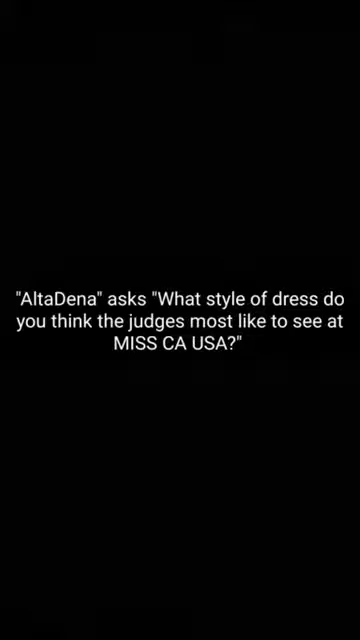 "AltaDena" asks "What style of dress do
you think the judges most like to see at
MISS CA USA?"